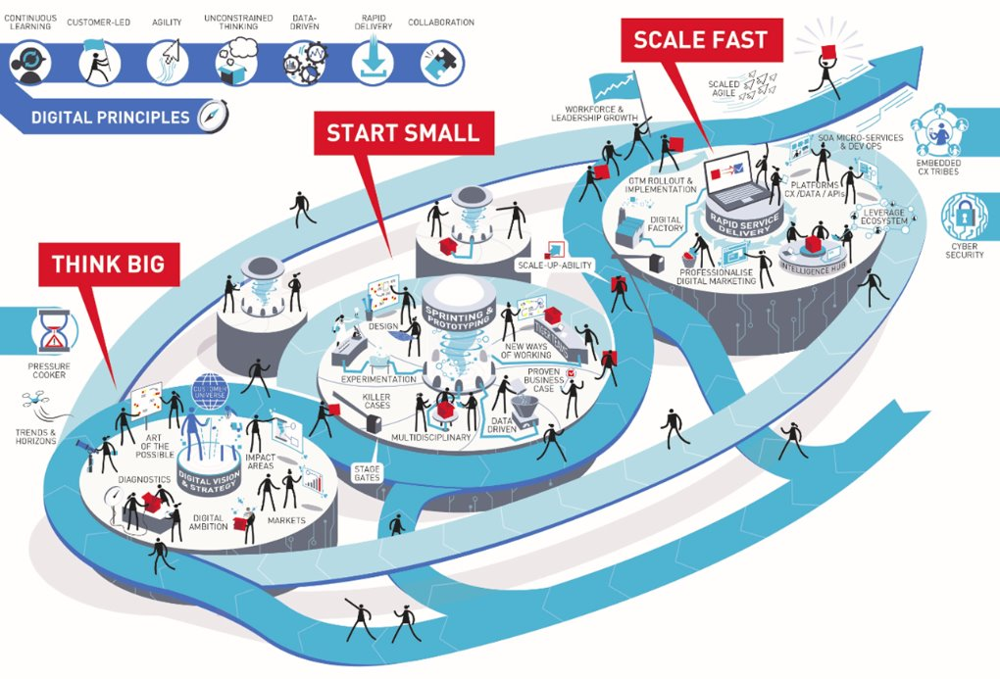 CONTINUOUS
LEARNING
CUSTOMER-LED
AGILITY
UNCONSTRAINED
THINKING
DATA-
DRIVEN
RAPID
DELIVERY
COLLABORATION
DIGITAL PRINCIPLES
THINK BIG
START SMALL
SCALE FAST
PRESSURE
COOKER
TRENDS &
HORIZONS
CUSTOMER
UNIVERSE
ART
OF THE
POSSIBLE
IMPACT
AREAS
DIGITAL VISION
& STRATEGY
DIAGNOSTICS
DIGITAL
AMBITION
MARKETS
STAGE
GATES
DESIGN
SPRINTING &
PROTOTYPING
EXPERIMENTATION
KILLER
CASES
MULTIDISCIPLINARY
NEW WAYS
OF WORKING
TIGERTEAMS
PROVEN
BUSINESS
CASE
DATA
DRIVEN
SCALE-UP-ABILITY
WORKFORCE &
LEADERSHIP GROWTH
SCALED
AGILE
GTM ROLLOUT &
IMPLEMENTATION
DIGITAL
FACTORY
RAPID SERVICE
DELIVERY
SOA MICRO-SERVICES
& DEV OPS
PLATFORMS
CX /DATA / APIs
LEVERAGE
ECOSYSTEM
PROFESSIONALISE
DIGITAL MARKETING
INTELLIGENCE HUB
EMBEDDED
CX TRIBES
CYBER
SECURITY